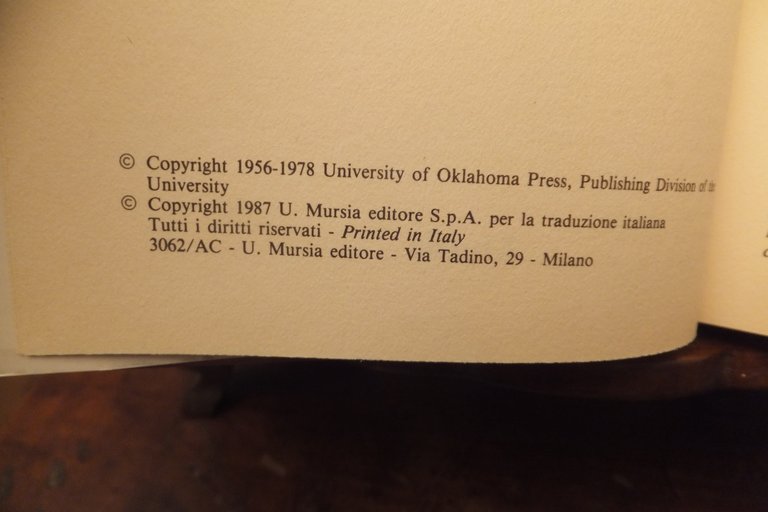 © Copyright 1956-1978 University of Oklahoma Press, Publishing Division of the
University
© Copyright 1987 U. Mursia editore S.p.A. per la traduzione italiana
Tutti i diritti riservati - Printed in Italy
3062/AC - U. Mursia editore - Via Tadino, 29 - Milano